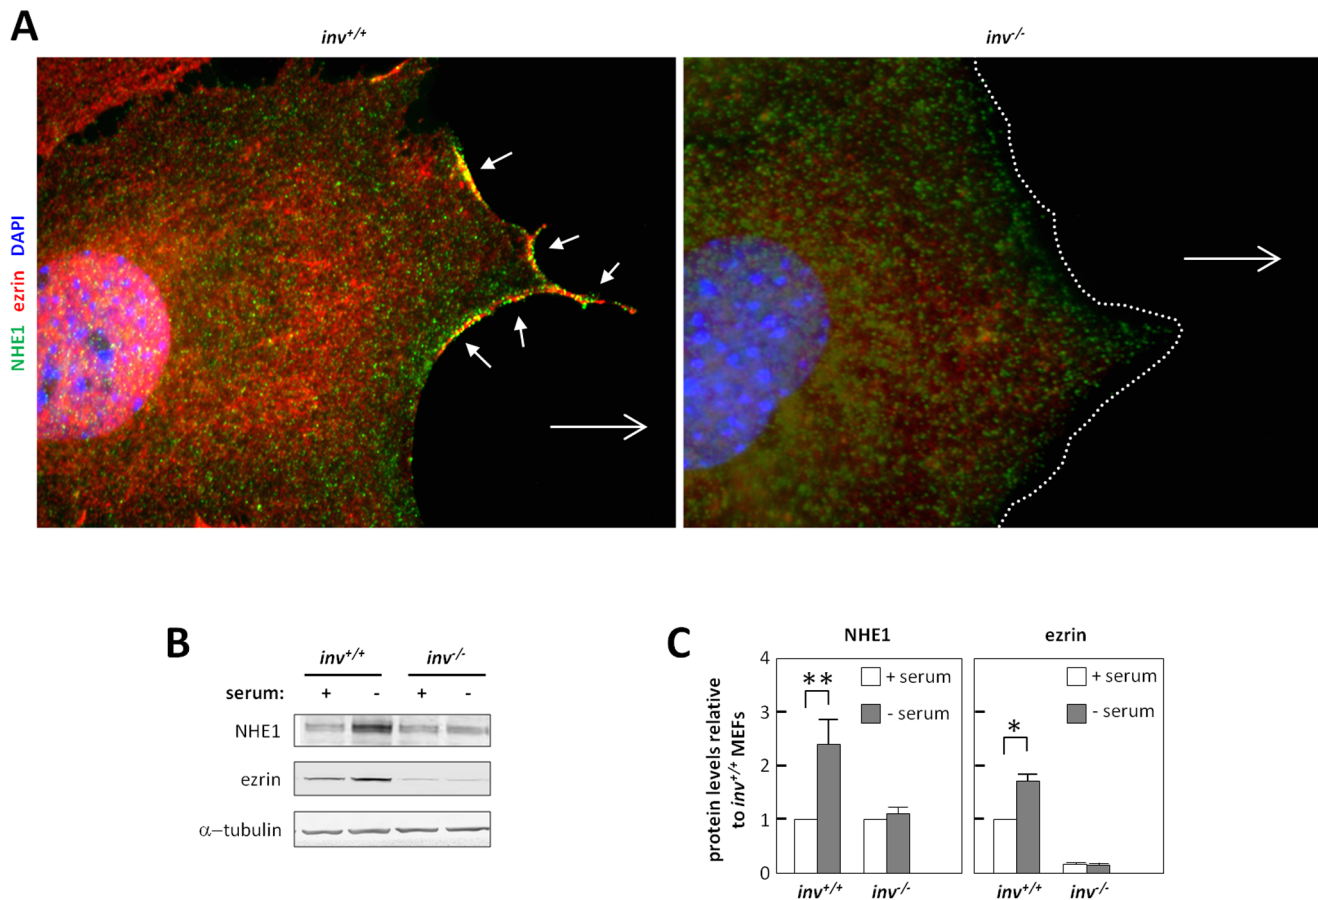 A
inv+/+
inv-/-
NHE1 ezrin DAPI
B
inv+/+ inv-/-
serum: + - + -
NHE1
ezrin
α−tubulin
C
NHE1 ezrin
protein levels relative
to inv+/+ MEFs
4
3
2
1
0
**
+ serum
- serum
*
+ serum
- serum
inv+/+ inv-/- inv+/+ inv-/-